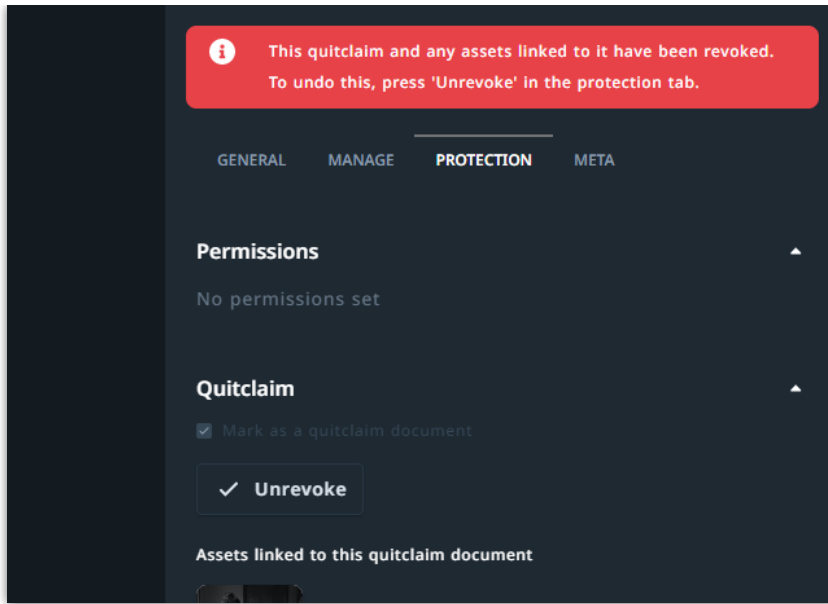 This quitclaim and any assets linked to it have been revoked.
To undo this, press 'Unrevoke' in the protection tab.
GENERAL MANAGE PROTECTION META
Permissions
No permissions set
Quitclaim
Mark as a quitclaim document
Unrevoke
Assets linked to this quitclaim document